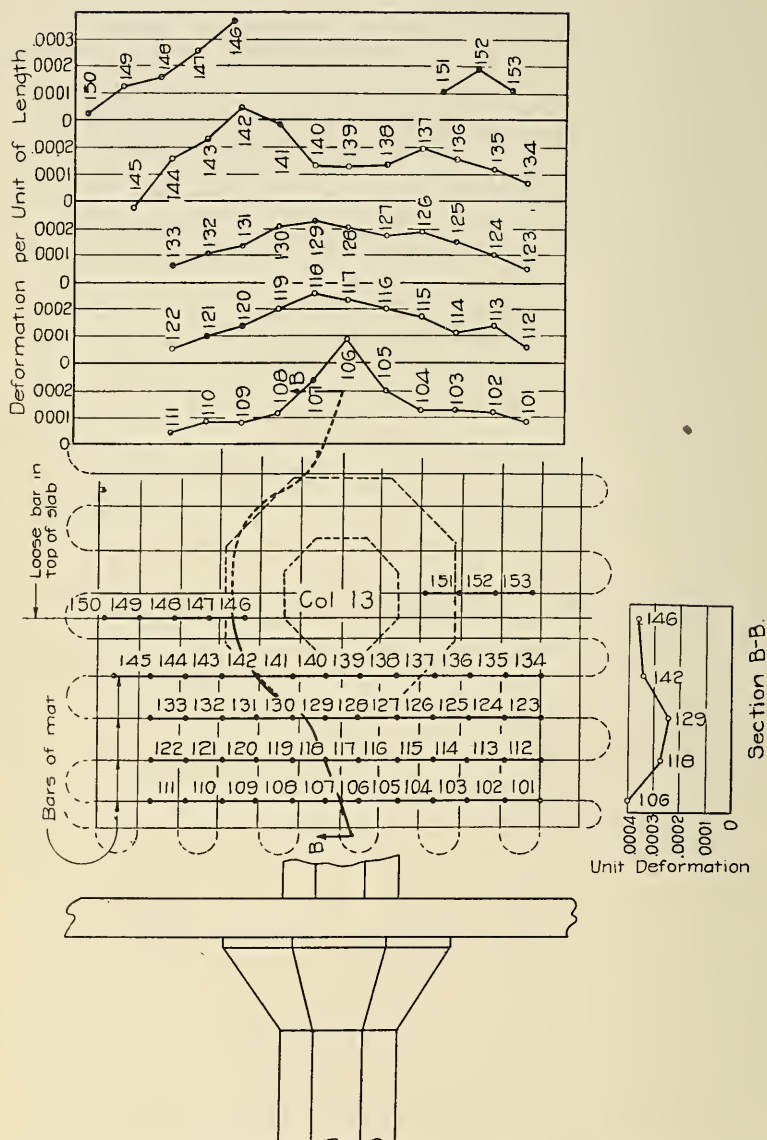 Deformation per Unit of Length
.0003
.0002
.0001
0
150 149 148 147 146
151 152 153
.0002
.0001
0
145 144 143 142 141 140 139 138 137 136 135 134
.0002
.0001
0
133 132 131 130 129 128 127 126 125 124 123
.0002
.0001
0
122 121 120 119 118 117 116 115 114 113 112
.0002
.0001
0
111 110 109 108 107 106 105 104 103 102 101
B
Loose bar in
top of slab
Col 13
151 152 153
150 149 148 147 146
145 144 143 142 141 140 139 138 137 136 135 134
133 132 131 130 129 128 127 126 125 124 123
122 121 120 119 118 117 116 115 114 113 112
111 110 109 108 107 106 105 104 103 102 101
Bars of mat
B
146
142
129
118
106
.0004
.0003
.0002
.0001
0
Unit Deformation
Section B-B.